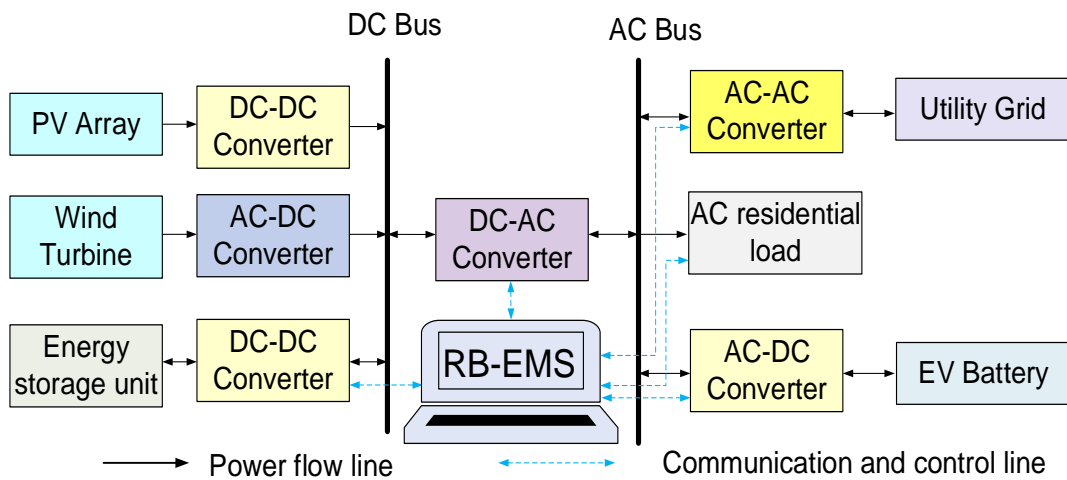 DC Bus
AC Bus
PV Array
DC-DC
Converter
AC-AC
Converter
Utility Grid
Wind
Turbine
AC-DC
Converter
DC-AC
Converter
AC residential
load
Energy
storage unit
DC-DC
Converter
RB-EMS
AC-DC
Converter
EV Battery
Power flow line
Communication and control line